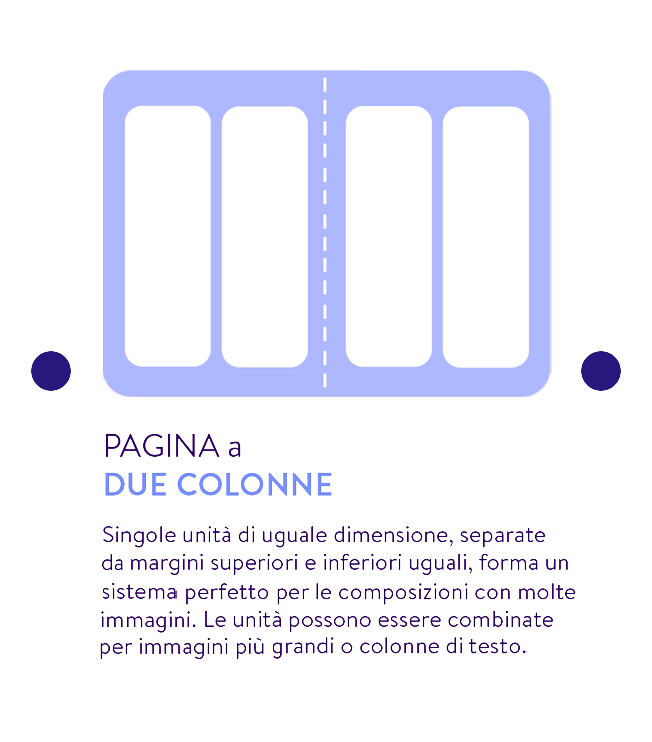 PAGINA a
DUE COLONNE
Singole unità di uguale dimensione, separate
da margini superiori e inferiori uguali, forma un
sistema perfetto per le composizioni con molte
immagini. Le unità possono essere combinate
per immagini più grandi o colonne di testo.